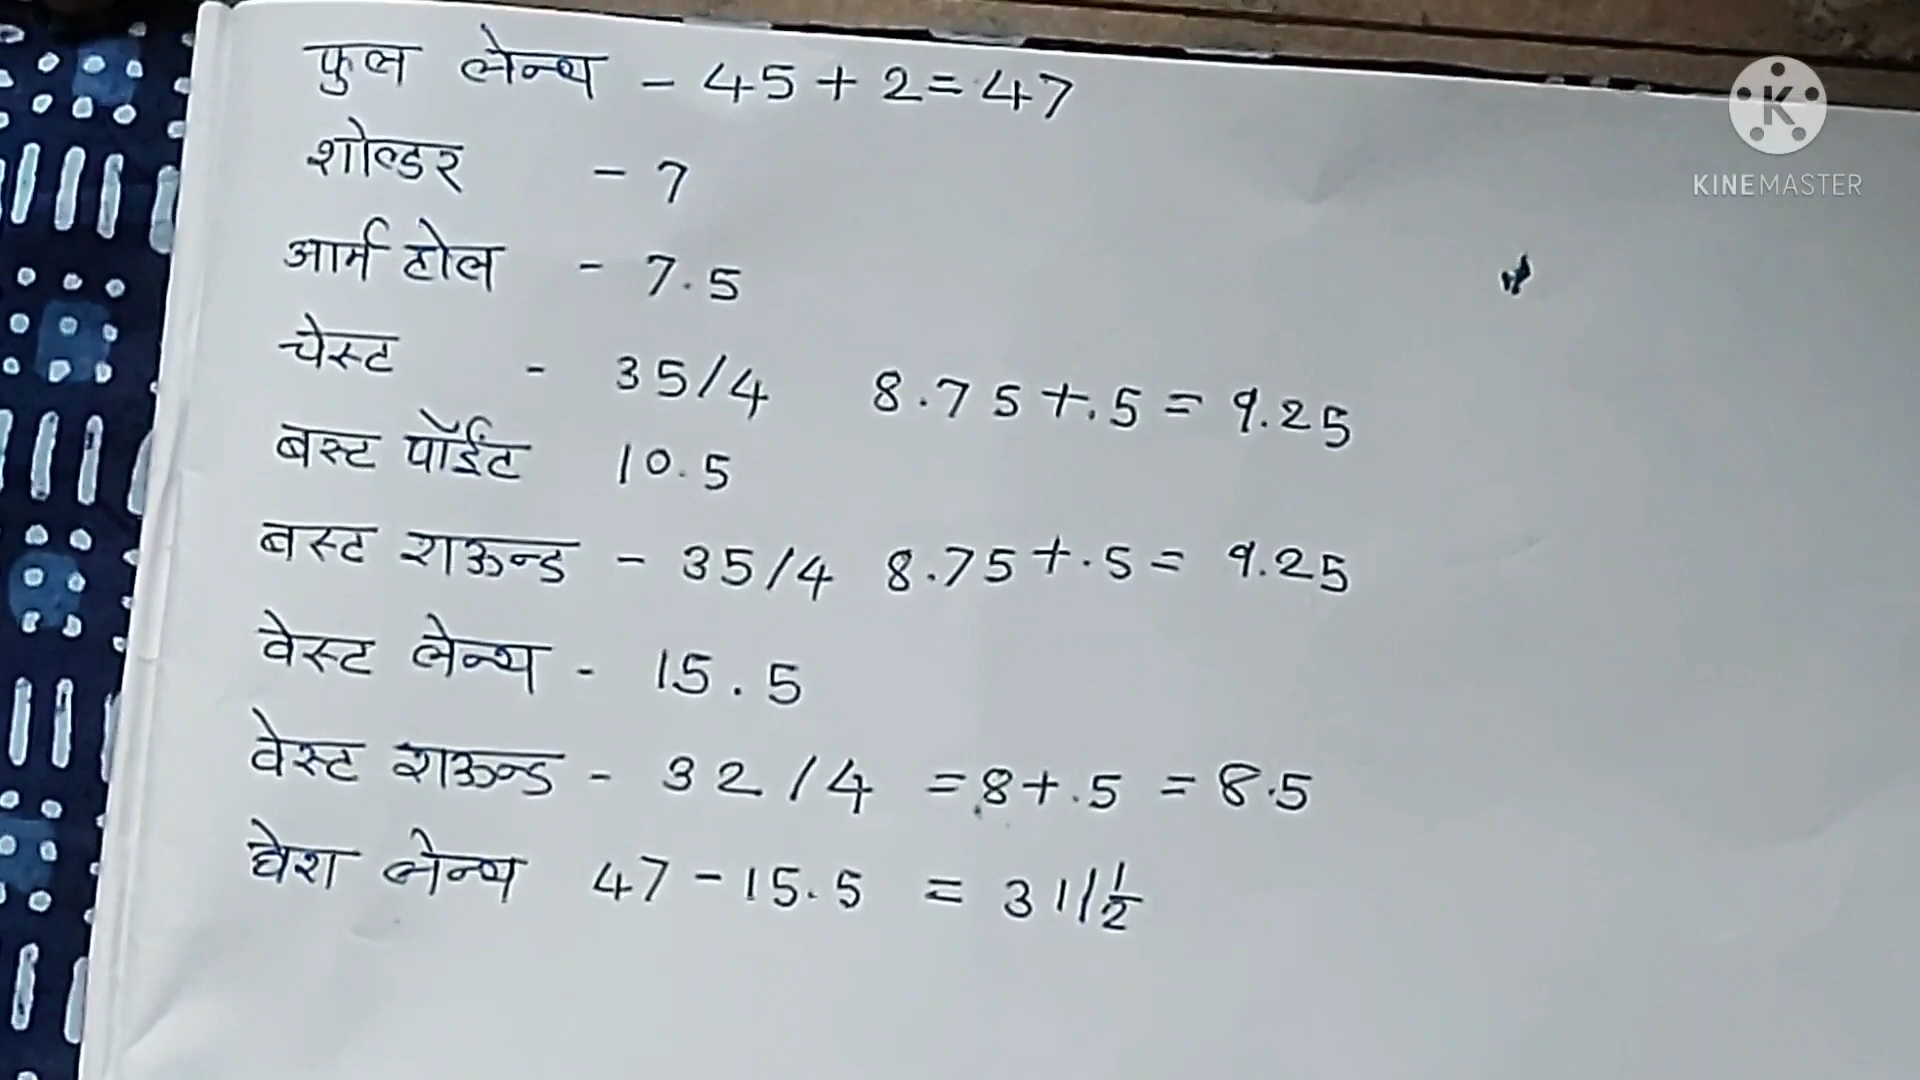 फुल लेन्थ - 45 + 2 = 47
शोल्डर - 7
आर्म होल - 7.5
चेस्ट - 35/4 8.75 + .5 = 9.25
बस्ट पॉईंट 10.5
बस्ट राऊन्ड - 35/4 8.75 + .5 = 9.25
वेस्ट लेन्थ - 15.5
वेस्ट राऊन्ड - 32/4 = 8 + .5 = 8.5
घेरा लेन्थ 47 - 15.5 = 31/½
KINEMASTER